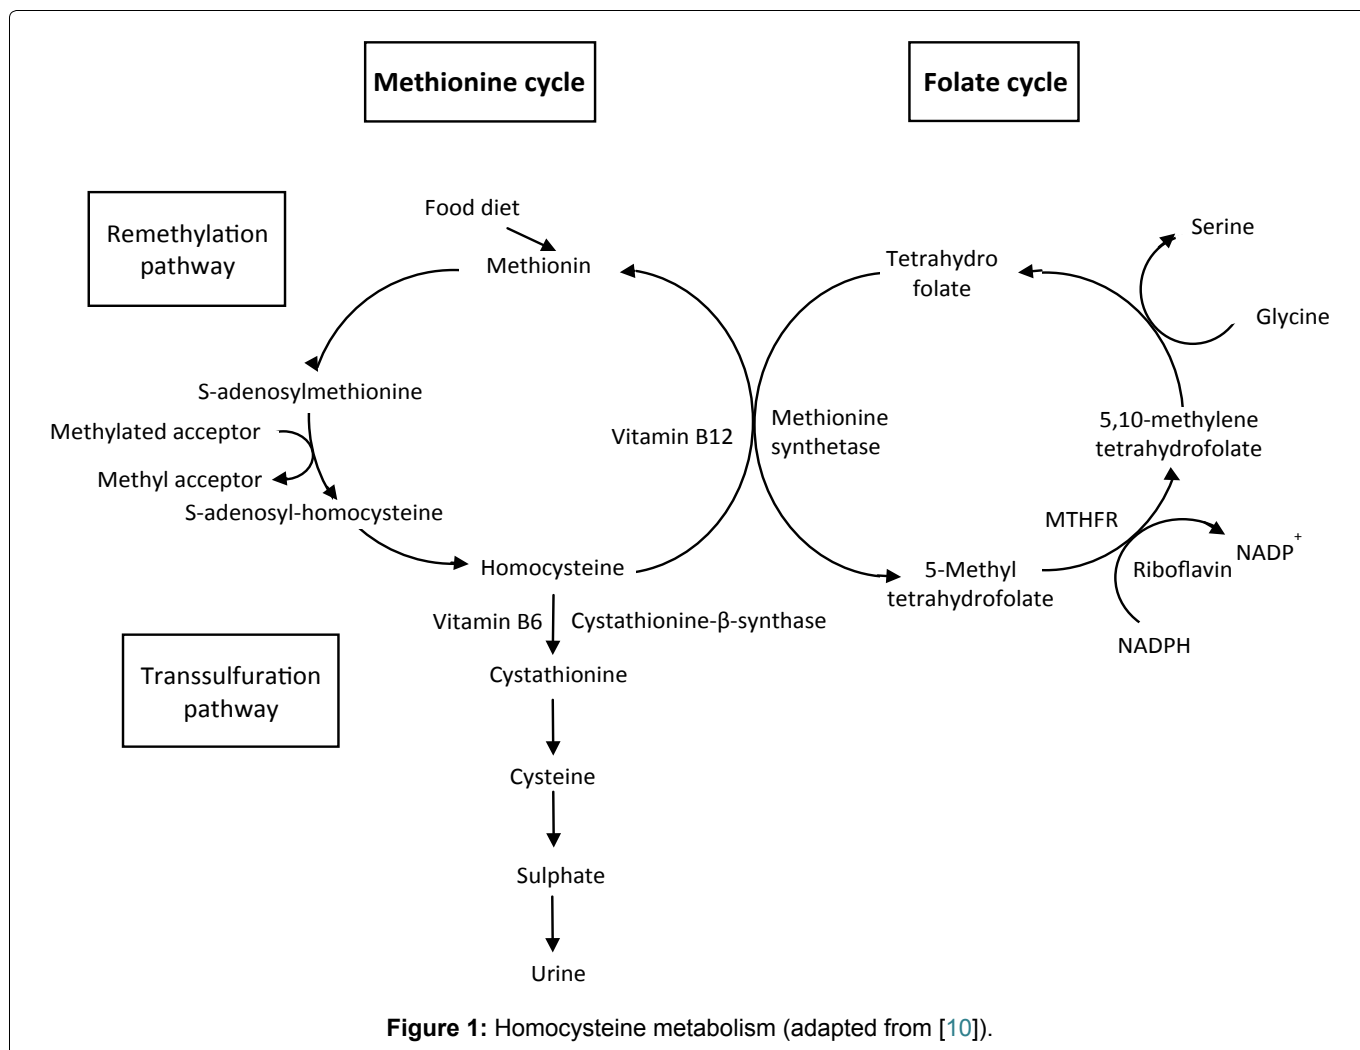 Methionine cycle
Folate cycle
Remethylation
pathway
Food diet
Methionin
Tetrahydro
folate
Serine
Glycine
S-adenosylmethionine
Methylated acceptor
Methyl acceptor
S-adenosyl-homocysteine
Vitamin B12
Methionine
synthetase
5,10-methylene
tetrahydrofolate
MTHFR
NADP+
Riboflavin
NADPH
Homocysteine
5-Methyl
tetrahydrofolate
Vitamin B6
Cystathionine-β-synthase
Transsulfuration
pathway
Cystathionine
Cysteine
Sulphate
Urine
Figure 1: Homocysteine metabolism (adapted from [10]).